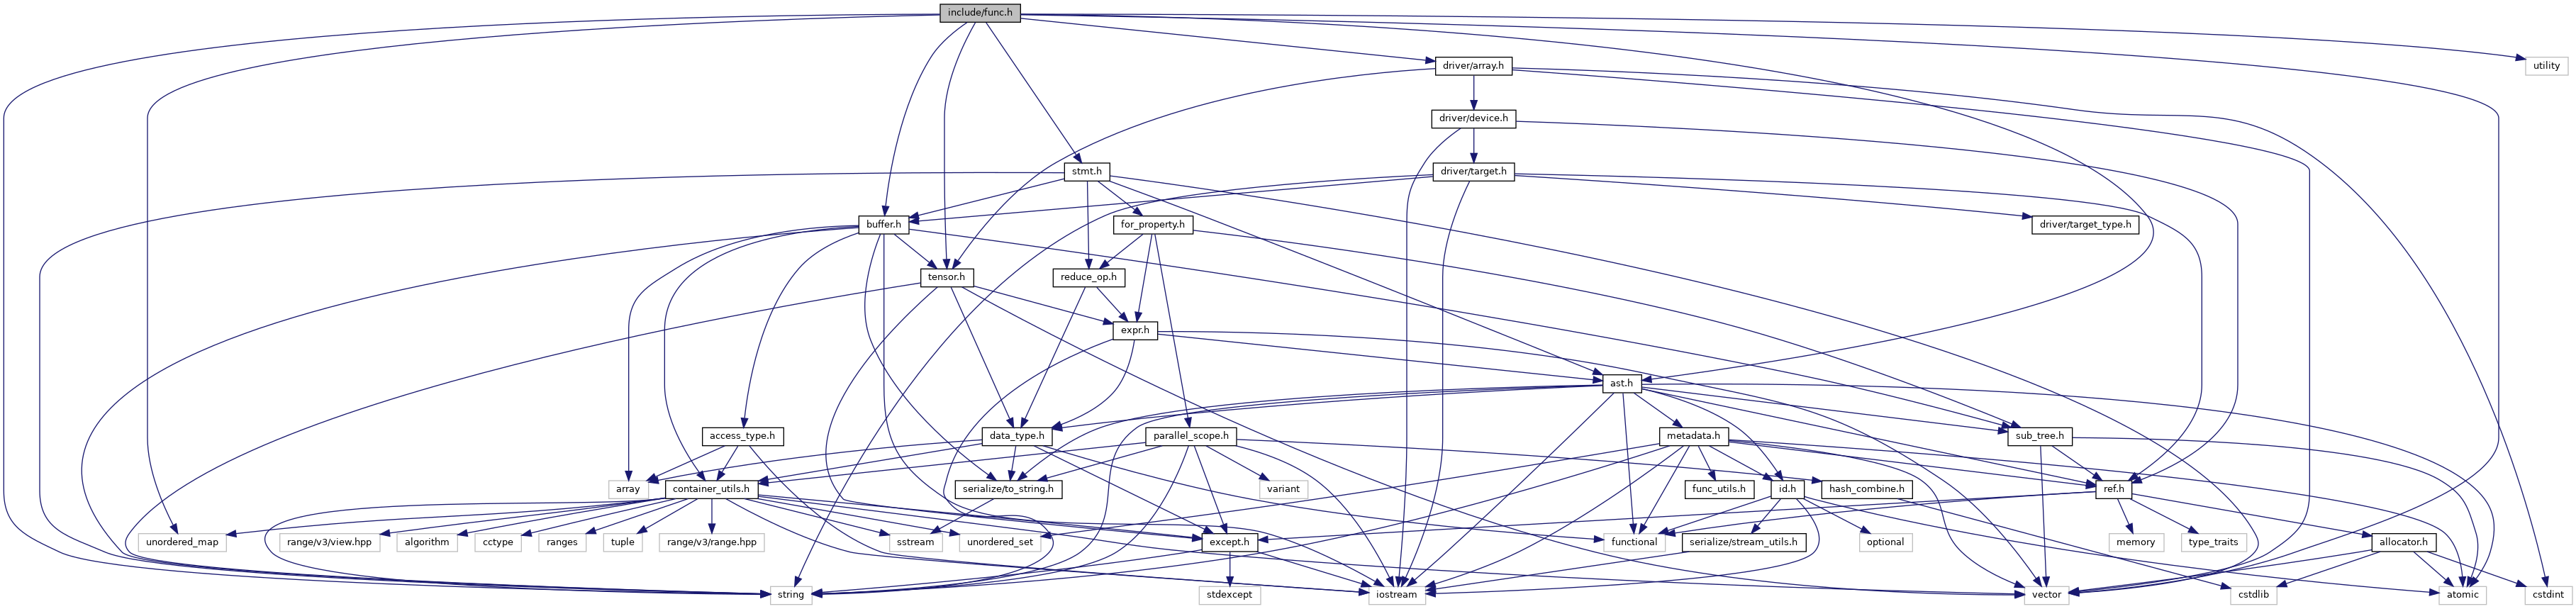 include/func.h
driver/array.h
utility
driver/device.h
stmt.h
driver/target.h
buffer.h
for_property.h
driver/target_type.h
tensor.h
reduce_op.h
expr.h
ast.h
access_type.h
data_type.h
parallel_scope.h
metadata.h
sub_tree.h
array
container_utils.h
serialize/to_string.h
variant
func_utils.h
id.h
hash_combine.h
ref.h
unordered_map
range/v3/view.hpp
algorithm
cctype
ranges
tuple
range/v3/range.hpp
sstream
unordered_set
except.h
functional
serialize/stream_utils.h
optional
memory
type_traits
allocator.h
string
stdexcept
iostream
vector
cstdlib
atomic
cstdint